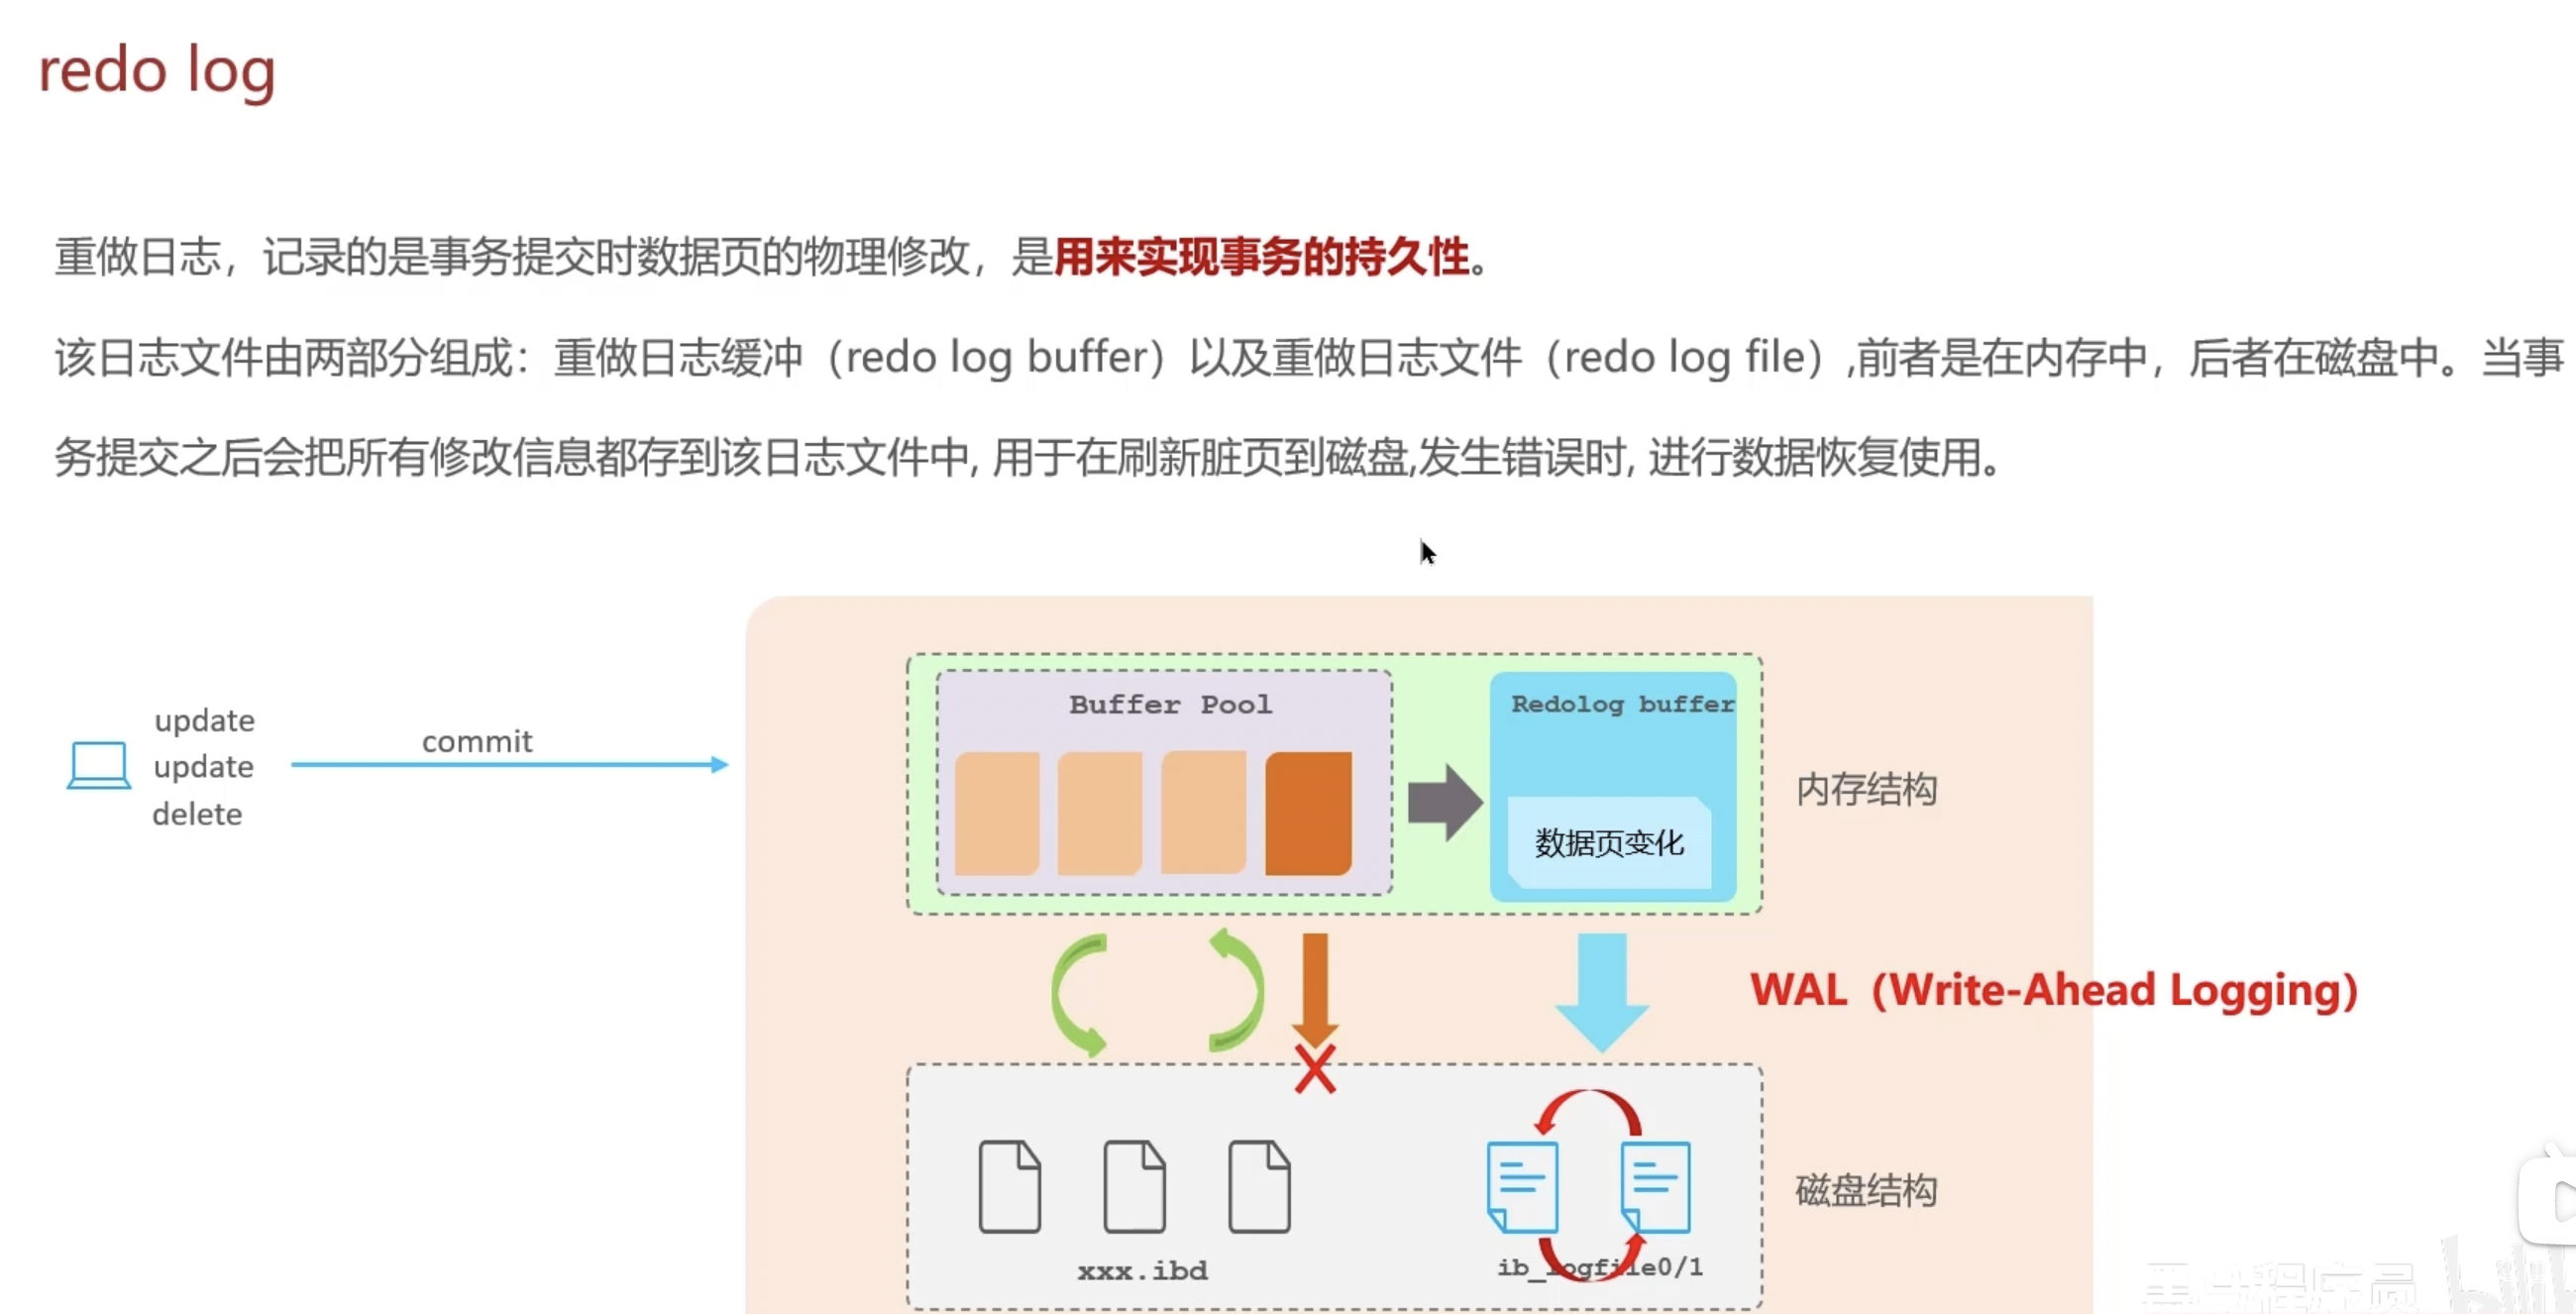 redo log
重做日志，记录的是事务提交时数据页的物理修改，是用来实现事务的持久性。
该日志文件由两部分组成：重做日志缓冲（redo log buffer）以及重做日志文件（redo log file）,前者是在内存中，后者在磁盘中。当事
务提交之后会把所有修改信息都存到该日志文件中, 用于在刷新脏页到磁盘,发生错误时, 进行数据恢复使用。
update
update
delete
commit
Buffer Pool
Redolog buffer
数据页变化
内存结构
WAL（Write-Ahead Logging）
磁盘结构
xxx.ibd
ib_logfile0/1